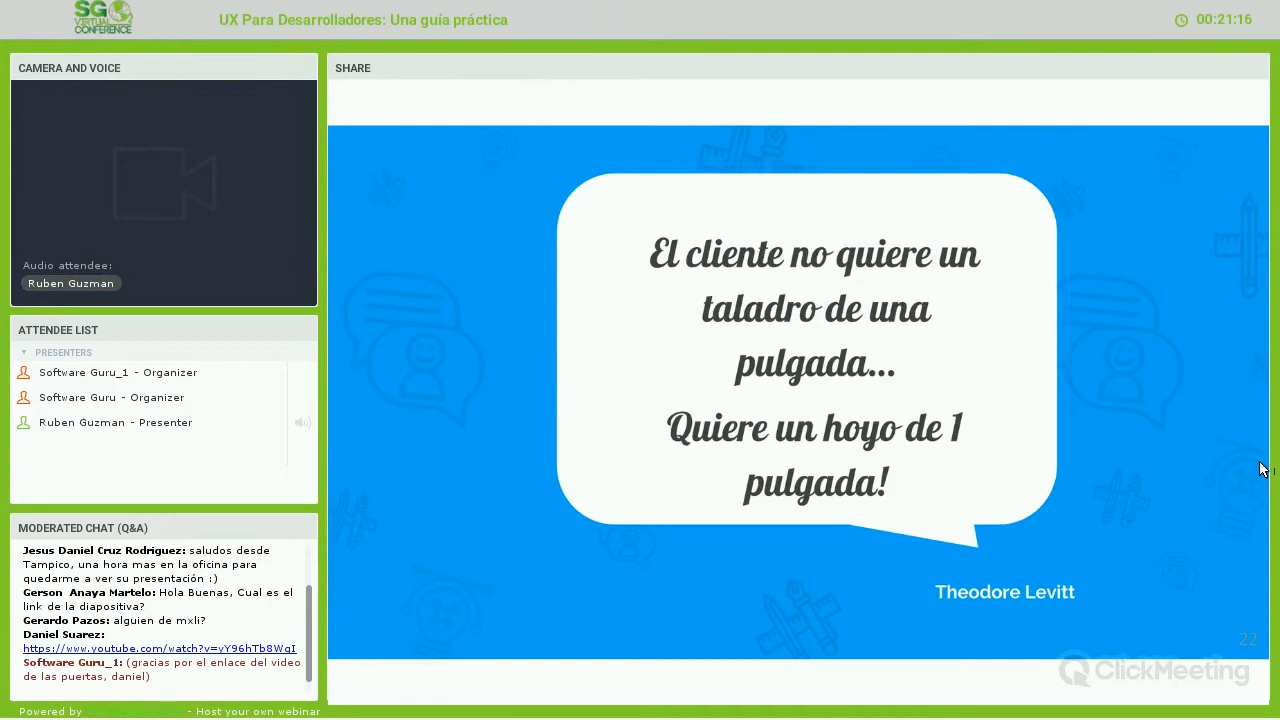 SG
VIRTUAL
CONFERENCE
UX Para Desarrolladores: Una guía práctica
00:21:16
CAMERA AND VOICE
Audio attendee:
Ruben Guzman
ATTENDEE LIST
PRESENTERS
Software Guru_1 - Organizer
Software Guru - Organizer
Ruben Guzman - Presenter
MODERATED CHAT (Q&A)
Jesus Daniel Cruz Rodriguez: saludos desde
Tampico, una hora mas en la oficina para
quedarme a ver su presentación :)
Gerson Anaya Martelo: Hola Buenas, Cual es el
link de la diapositiva?
Gerardo Pazos: alguien de mxli?
Daniel Suarez:
https://www.youtube.com/watch?v=yY96hTb8WgI
Software Guru_1: (gracias por el enlace del video
de las puertas, daniel)
Powered by
- Host your own webinar
SHARE
El cliente no quiere un
taladro de una
pulgada...
Quiere un hoyo de 1
pulgada!
Theodore Levitt
22
ClickMeeting